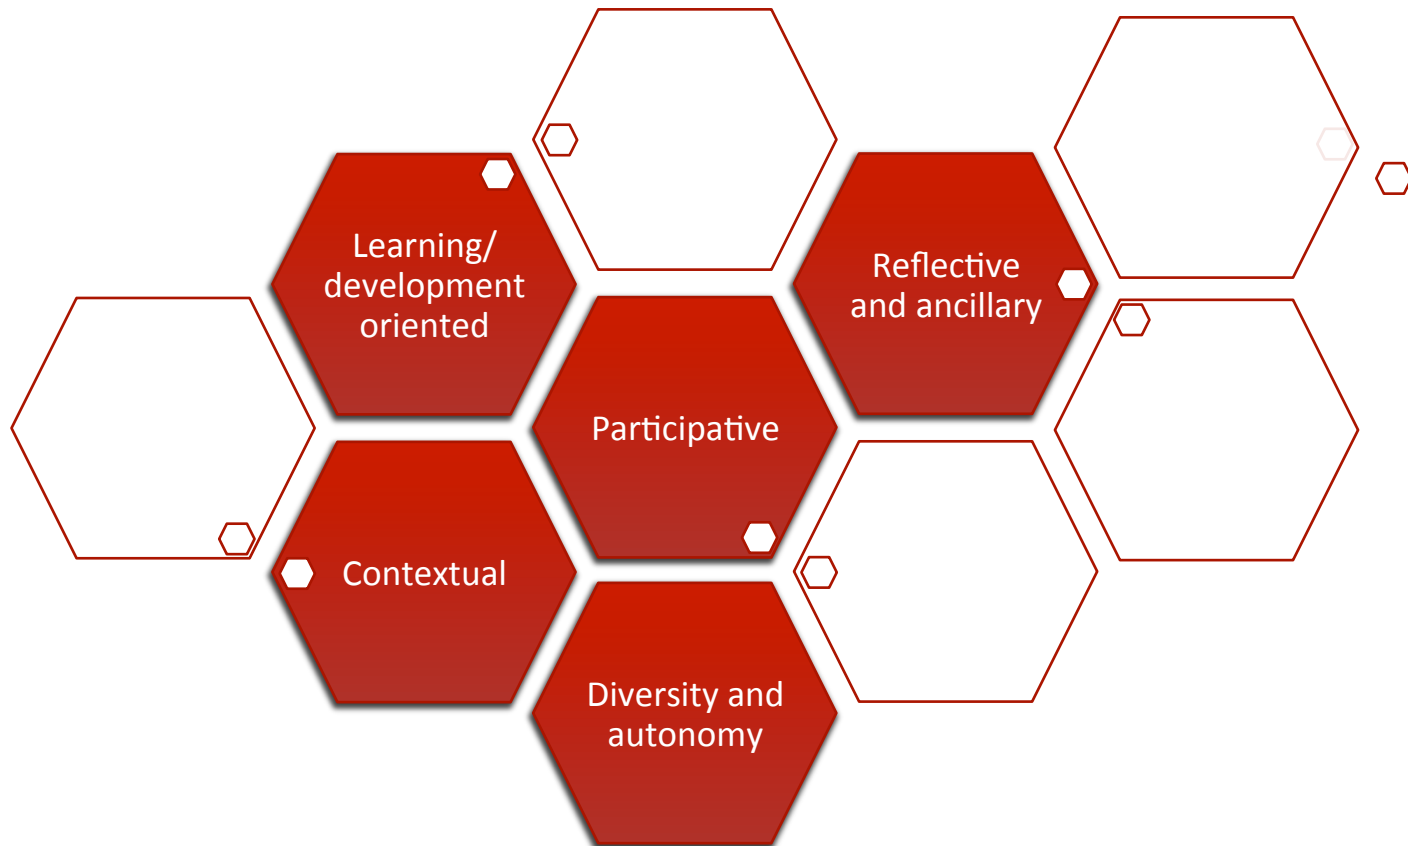 Learning/
development
oriented
Reflective
and ancillary
Participative
Contextual
Diversity and
autonomy